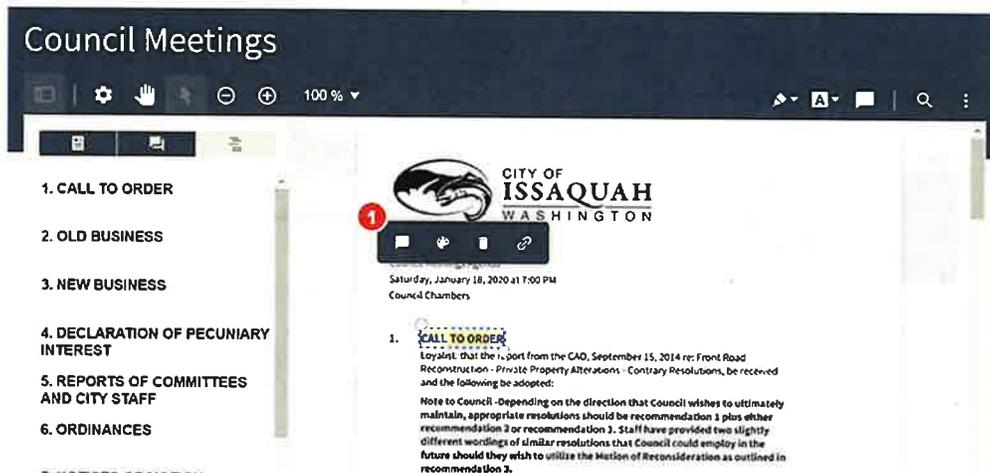 Council Meetings
100 %
A
1. CALL TO ORDER
2. OLD BUSINESS
3. NEW BUSINESS
4. DECLARATION OF PECUNIARY
INTEREST
5. REPORTS OF COMMITTEES
AND CITY STAFF
6. ORDINANCES
CITY OF
ISSAQUAH
WASHINGTON
1
Saturday, January 18, 2020 at 7:00 PM
Council Chambers
1. CALL TO ORDER
Loyalist: that the report from the CAO, September 15, 2014 re: Front Road
Reconstruction - Private Property Alterations - Contrary Resolutions, be received
and the following be adopted:
Note to Council -Depending on the direction that Council wishes to ultimately
maintain, appropriate resolutions should be recommendation 1 plus either
recommendation 2 or recommendation 3. Staff have provided two slightly
different wordings of similar resolutions that Council could employ in the
future should they wish to utilize the Motion of Reconsideration as outlined in
recommendation 3.